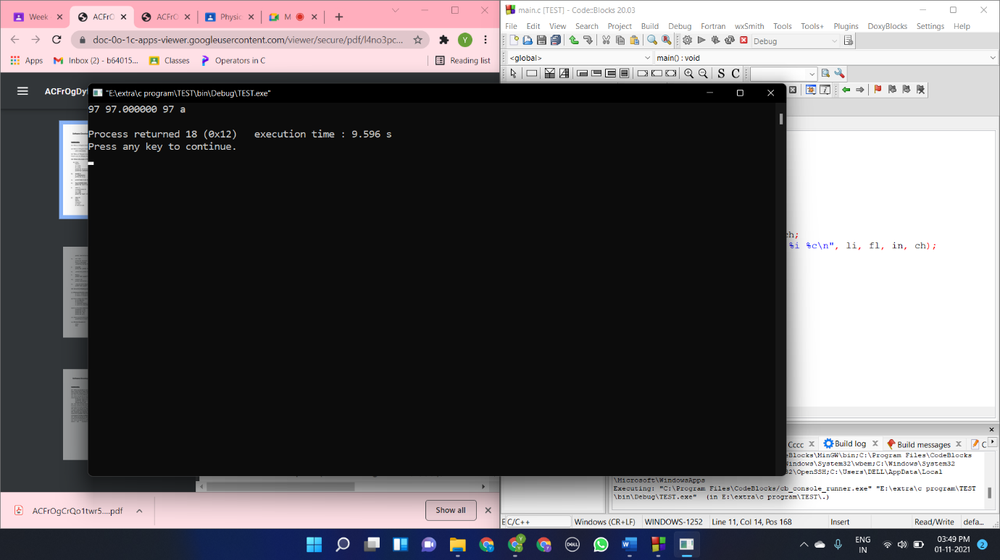 Week
ACFrO
ACFrO
Physic
M
doc-0o-1c-apps-viewer.googleusercontent.com/viewer/secure/pdf/l4no3pc...
Y
Apps
Inbox (2) - b64015...
Classes
Operators in C
Reading list
ACFrOgDyf
main.c [TEST] - Code::Blocks 20.03
File Edit View Search Project Build Debug Fortran wxSmith Tools Tools+ Plugins DoxyBlocks Settings Help
Debug
<global>
main() : void
S C
"E:\extra\c program\TEST\bin\Debug\TEST.exe"
97 97.000000 97 a
Process returned 18 (0x12)   execution time : 9.596 s
Press any key to continue.
ch;
%i %c\n", li, fl, in, ch);
Cccc
Build log
Build messages
C
eBlocks\MinGW\bin;C:\Program Files\CodeBlocks
Windows\System32\wbem;C:\Windows\System32
32\OpenSSH;C:\Users\DELL\AppData\Local
\Microsoft\WindowsApps
Executing: "C:\Program Files\CodeBlocks/cb_console_runner.exe" "E:\extra\c program\TEST
\bin\Debug\TEST.exe"  (in E:\extra\c program\TEST\.)
ACFrOgCrQo1twr5....pdf
Show all
E C/C++
Windows (CR+LF)
WINDOWS-1252
Line 11, Col 14, Pos 168
Insert
Read/Write
defa...
DELL
W
ENG
IN
03:49 PM
01-11-2021
2